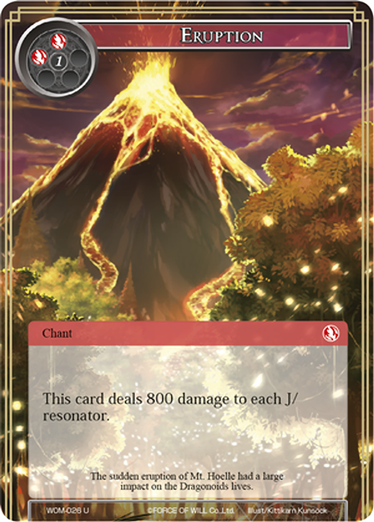 ERUPTION
1
Chant
This card deals 800 damage to each J/
resonator.
The sudden eruption of Mt. Hoelle had a large
impact on the Dragonoids lives.
WOM-026 U ©FORCE OF WILL Co.,Ltd. Illust/Kittikarn Kunsook